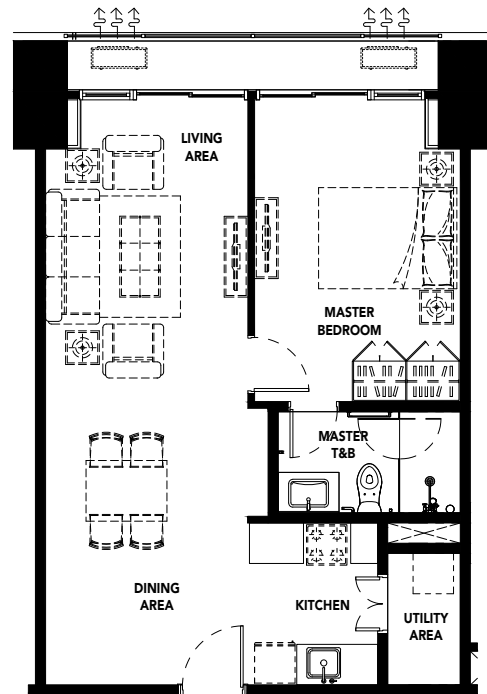 LIVING
AREA
MASTER
BEDROOM
MASTER
T&B
DINING
AREA
KITCHEN
UTILITY
AREA